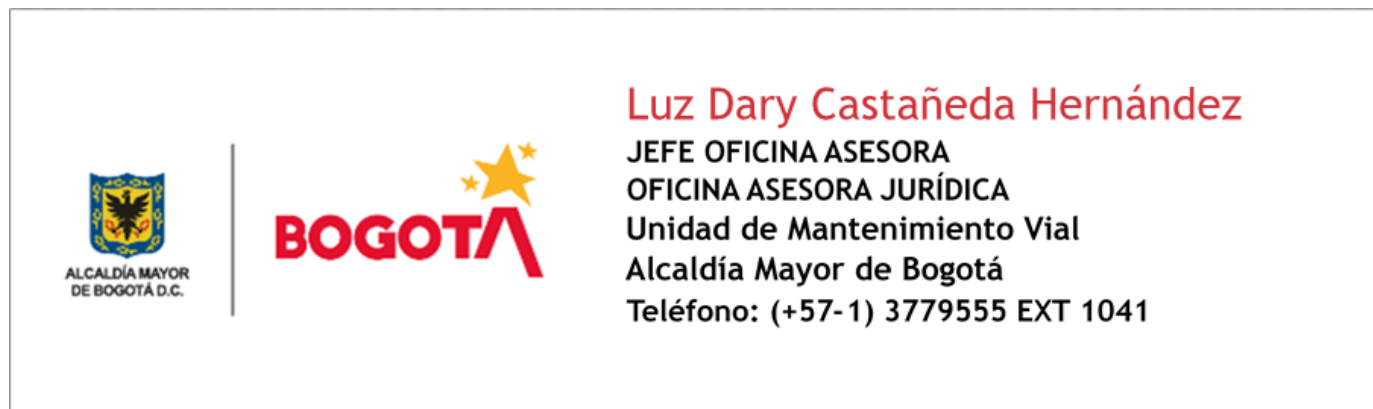 ALCALDÍA MAYOR
DE BOGOTÁ D.C.
BOGOTÁ
Luz Dary Castañeda Hernández
JEFE OFICINA ASESORA
OFICINA ASESORA JURÍDICA
Unidad de Mantenimiento Vial
Alcaldía Mayor de Bogotá
Teléfono: (+57-1) 3779555 EXT 1041